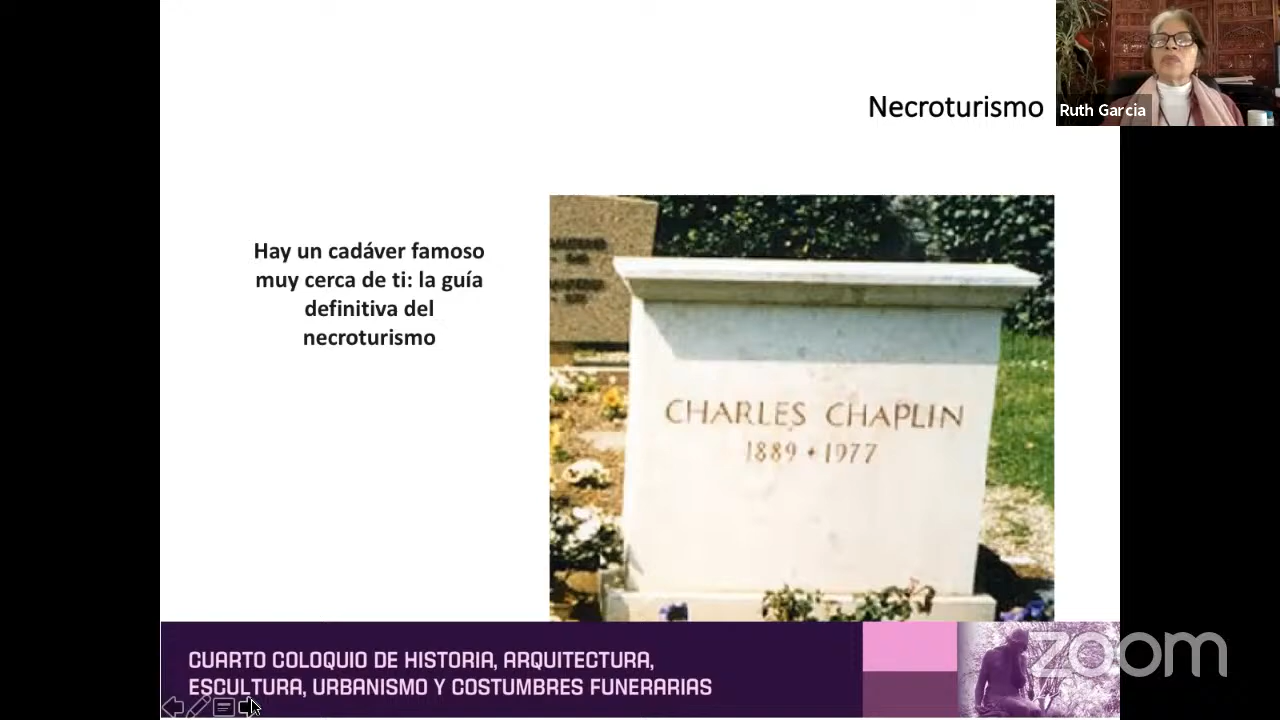 Necroturismo
Ruth Garcia
Hay un cadáver famoso
muy cerca de ti: la guía
definitiva del
necroturismo
CHARLES CHAPLIN
1889 + 1977
CUARTO COLOQUIO DE HISTORIA, ARQUITECTURA,
ESCULTURA, URBANISMO Y COSTUMBRES FUNERARIAS
zoom